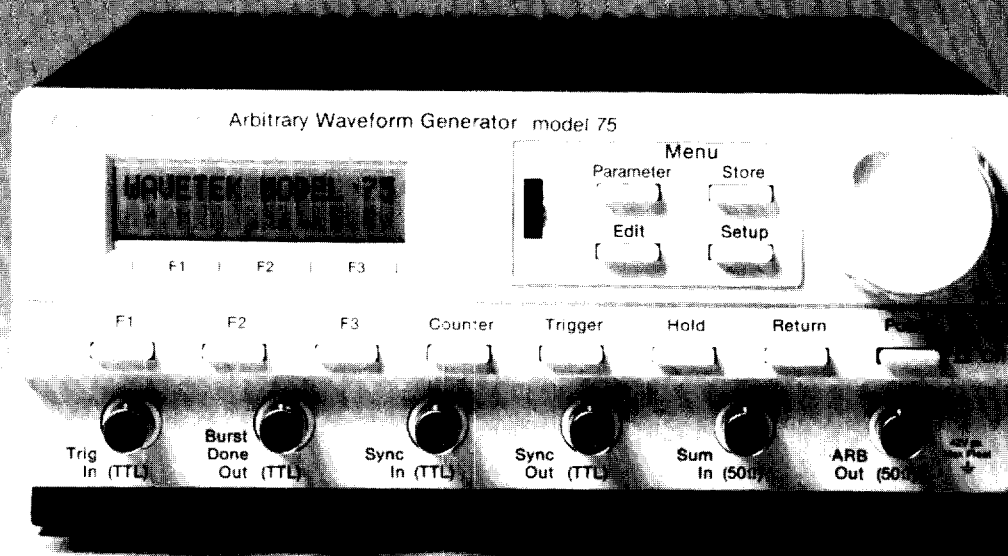 Arbitrary Waveform Generator model 75
WAVETEK MODEL 75
F1 F2 F3
Menu
Parameter Store
Edit Setup
F1 F2 F3 Counter Trigger Hold Return
Trig
In (TTL)
Burst
Done
Out (TTL)
Sync
In (TTL)
Sync
Out (TTL)
Sum
In (50Ω)
ARB
Out (50Ω)